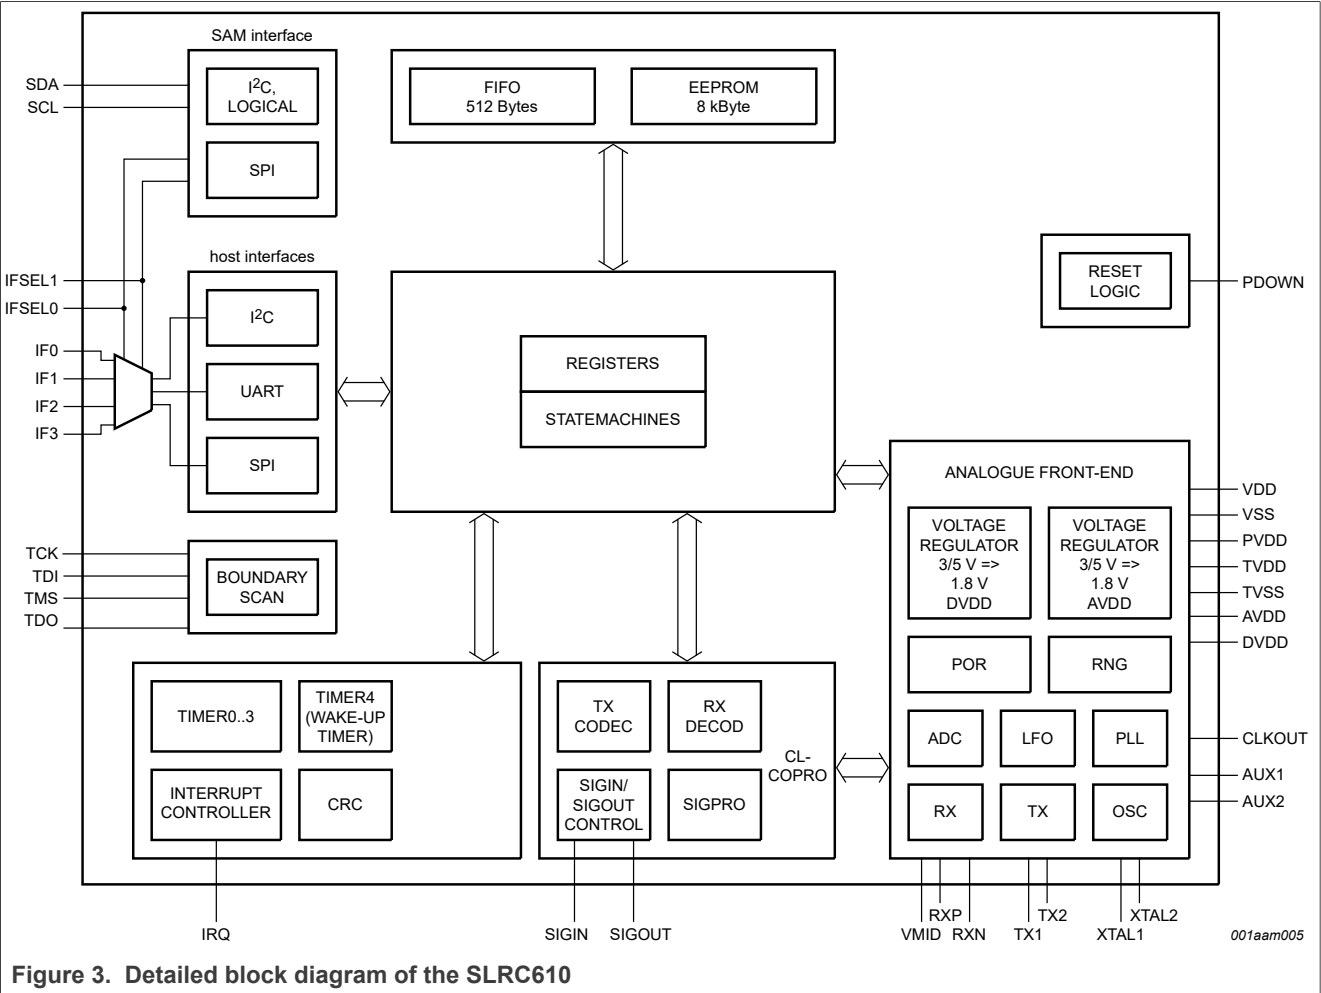 SAM interface
SDA
SCL
I2C,
LOGICAL
SPI
FIFO
512 Bytes
EEPROM
8 kByte
host interfaces
IFSEL1
IFSEL0
IF0
IF1
IF2
IF3
I2C
UART
SPI
REGISTERS
STATEMACHINES
RESET
LOGIC
PDOWN
TCK
TDI
TMS
TDO
BOUNDARY
SCAN
ANALOGUE FRONT-END
VOLTAGE
REGULATOR
3/5 V =>
1.8 V
DVDD
VOLTAGE
REGULATOR
3/5 V =>
1.8 V
AVDD
POR
RNG
ADC
LFO
PLL
RX
TX
OSC
VDD
VSS
PVDD
TVDD
TVSS
AVDD
DVDD
CLKOUT
AUX1
AUX2
TIMER0..3
TIMER4
(WAKE-UP
TIMER)
INTERRUPT
CONTROLLER
CRC
TX
CODEC
RX
DECOD
CL-
COPRO
SIGIN/
SIGOUT
CONTROL
SIGPRO
IRQ
SIGIN
SIGOUT
RXP
VMID
RXN
TX2
TX1
XTAL2
XTAL1
001aam005
Figure 3. Detailed block diagram of the SLRC610